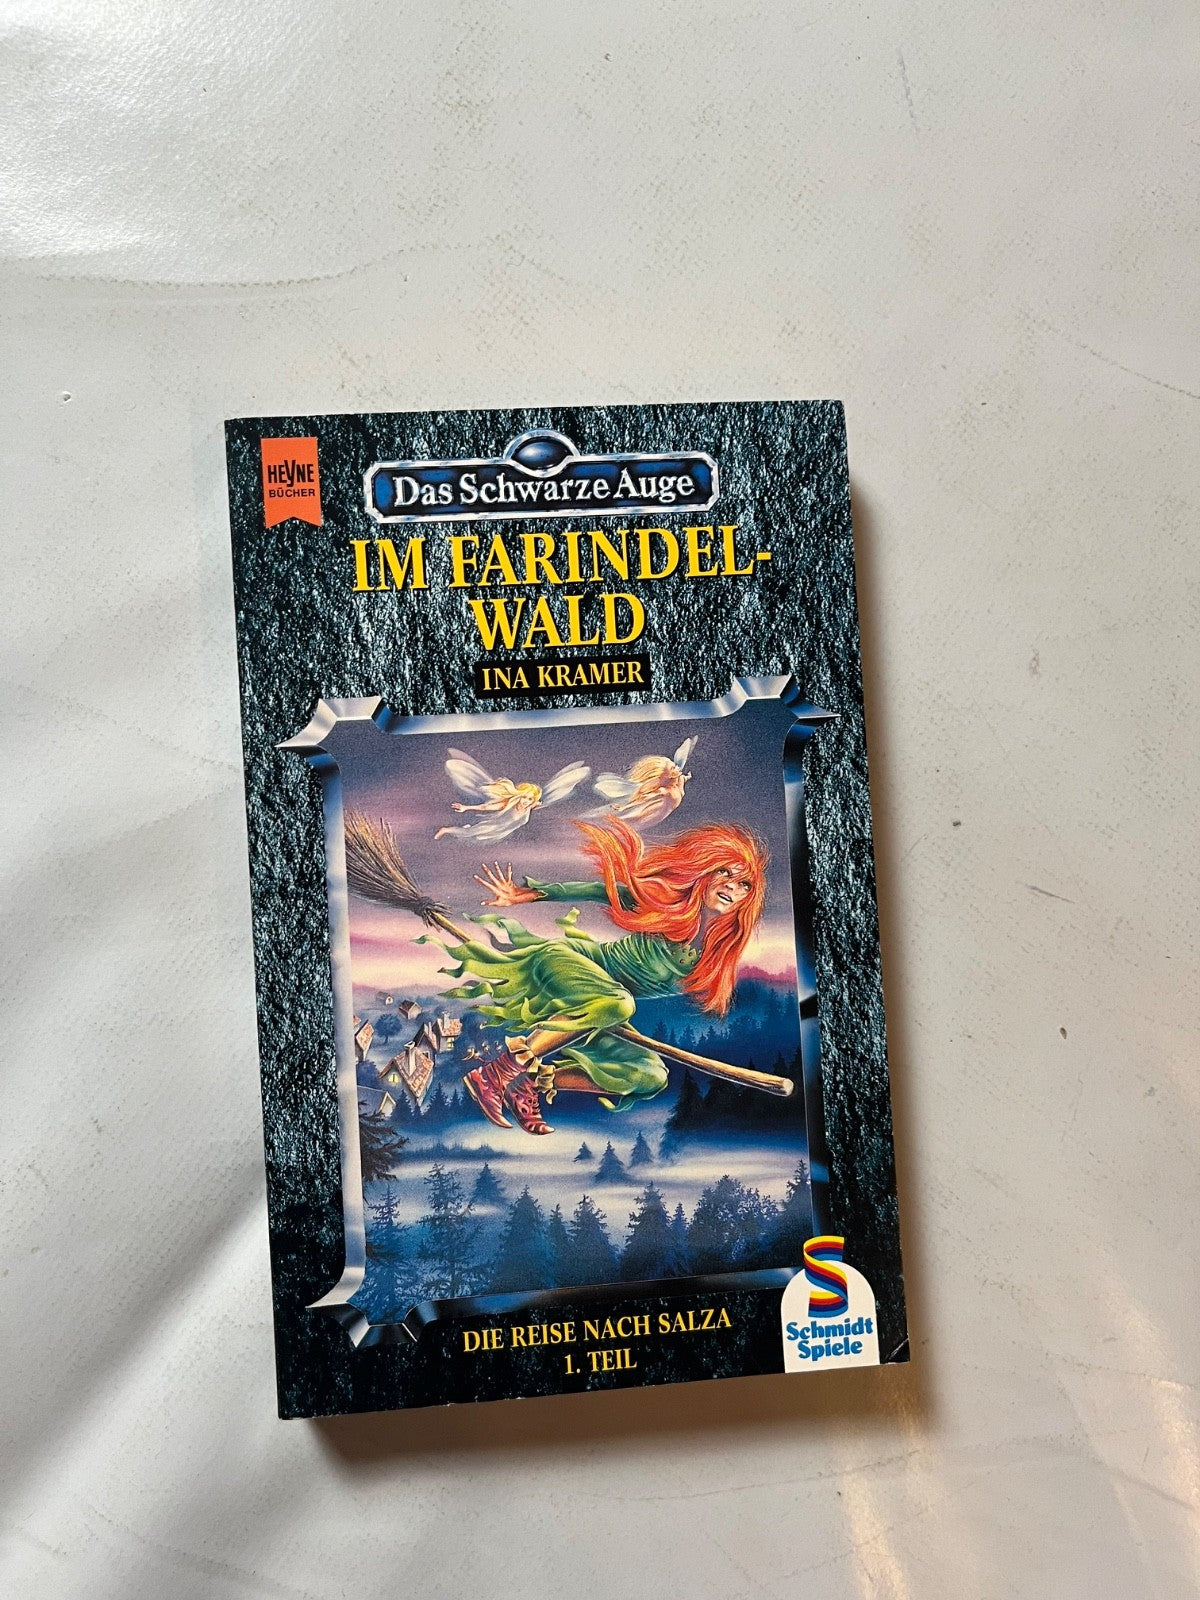 HEYNE
BÜCHER
Das Schwarze Auge
IM FARINDEL-
WALD
INA KRAMER
DIE REISE NACH SALZA
1. TEIL
Schmidt
Spiele